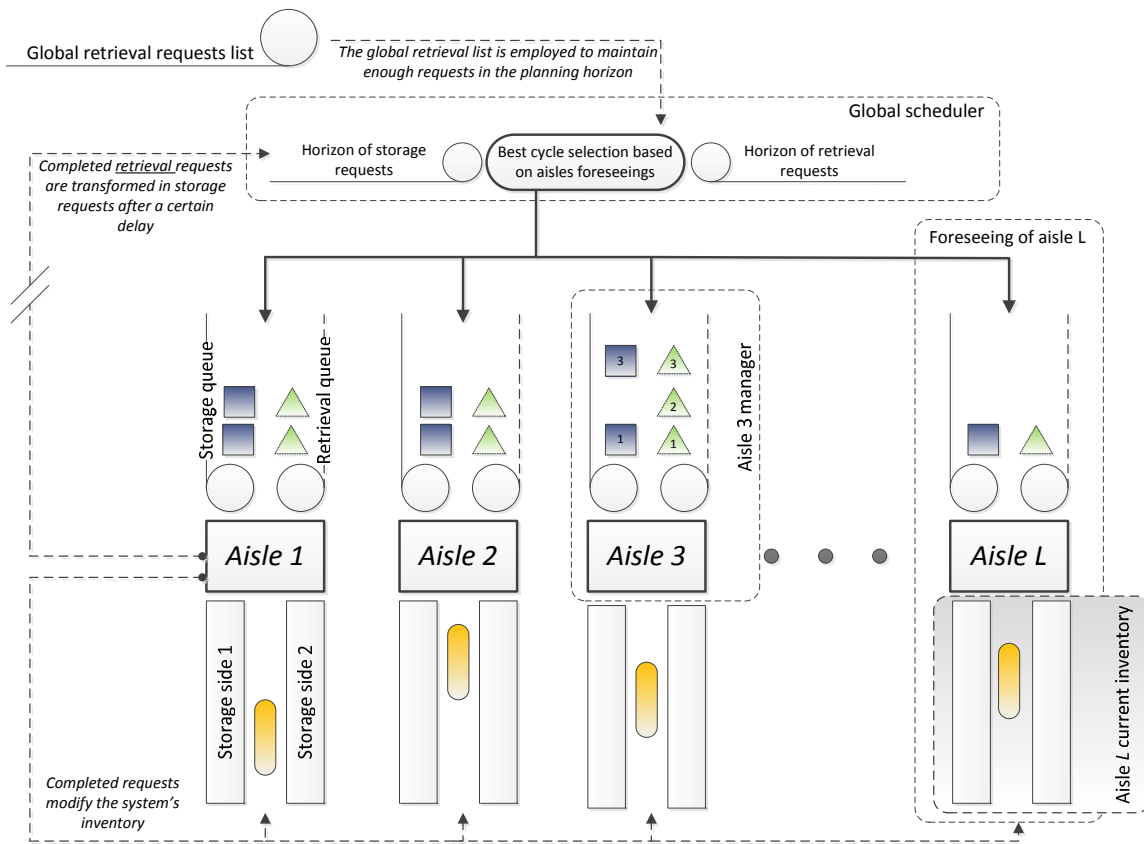 Global retrieval requests list
The global retrieval list is employed to maintain
enough requests in the planning horizon
Global scheduler
Completed retrieval requests
are transformed in storage
requests after a certain
delay
Horizon of storage
requests
Best cycle selection based
on aisles foreseeings
Horizon of retrieval
requests
Foreseeing of aisle L
Storage queue
Retrieval queue
3
3
2
1
1
Aisle 3 manager
Aisle 1
Aisle 2
Aisle 3
Aisle L
Storage side 1
Storage side 2
Aisle L current inventory
Completed requests
modify the system's
inventory